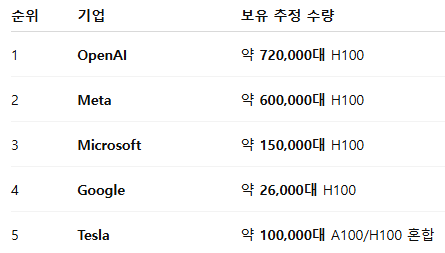 순위 기업 보유 추정 수량
1 OpenAI 약 720,000대 H100
2 Meta 약 600,000대 H100
3 Microsoft 약 150,000대 H100
4 Google 약 26,000대 H100
5 Tesla 약 100,000대 A100/H100 혼합